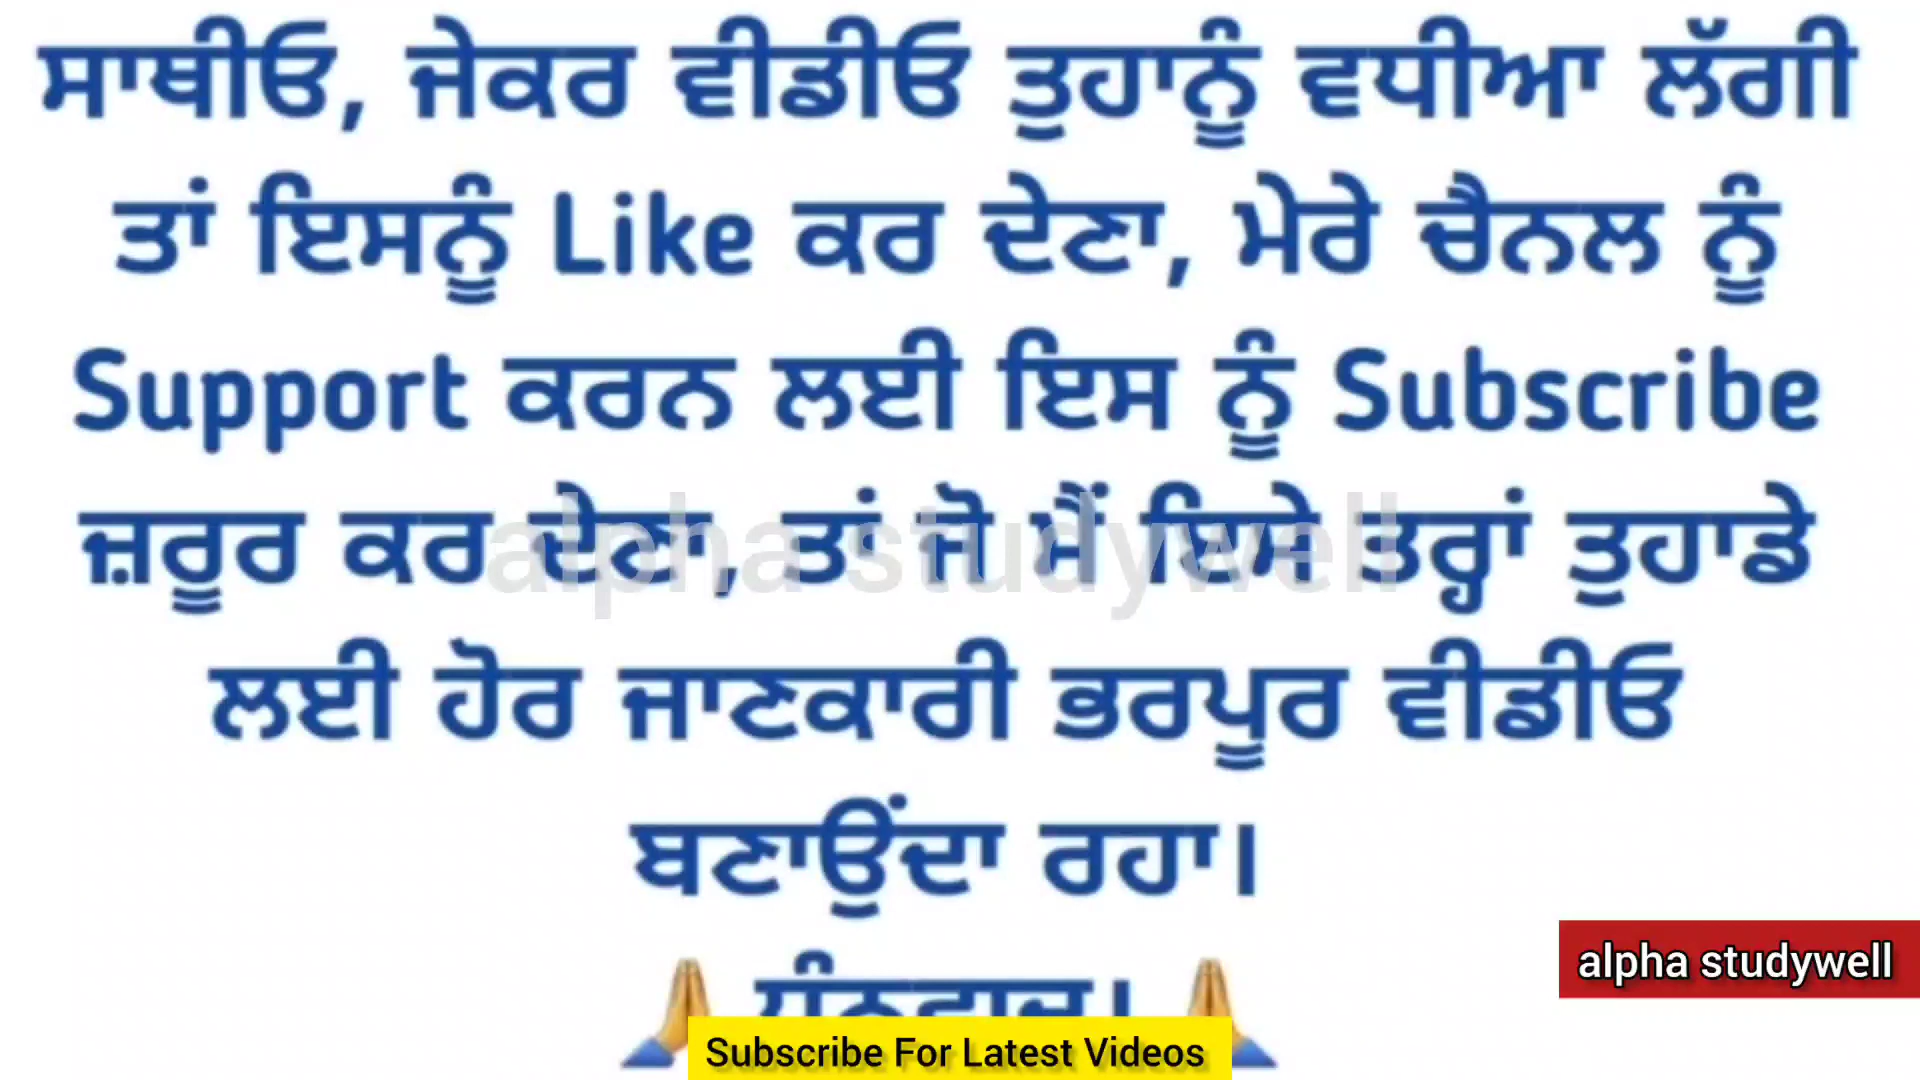 ਸਾਥੀਓ, ਜੇਕਰ ਵੀਡੀਓ ਤੁਹਾਨੂੰ ਵਧੀਆ ਲੱਗੀ
ਤਾਂ ਇਸਨੂੰ Like ਕਰ ਦੇਣਾ, ਮੇਰੇ ਚੈਨਲ ਨੂੰ
Support ਕਰਨ ਲਈ ਇਸ ਨੂੰ Subscribe
ਜ਼ਰੂਰ ਕਰ ਦੇਣਾ, ਤਾਂ ਜੋ ਮੈਂ ਇਸੇ ਤਰ੍ਹਾਂ ਤੁਹਾਡੇ
alpha studywell
ਲਈ ਹੋਰ ਜਾਣਕਾਰੀ ਭਰਪੂਰ ਵੀਡੀਓ
ਬਣਾਉਂਦਾ ਰਹਾ।
alpha studywell
Subscribe For Latest Videos